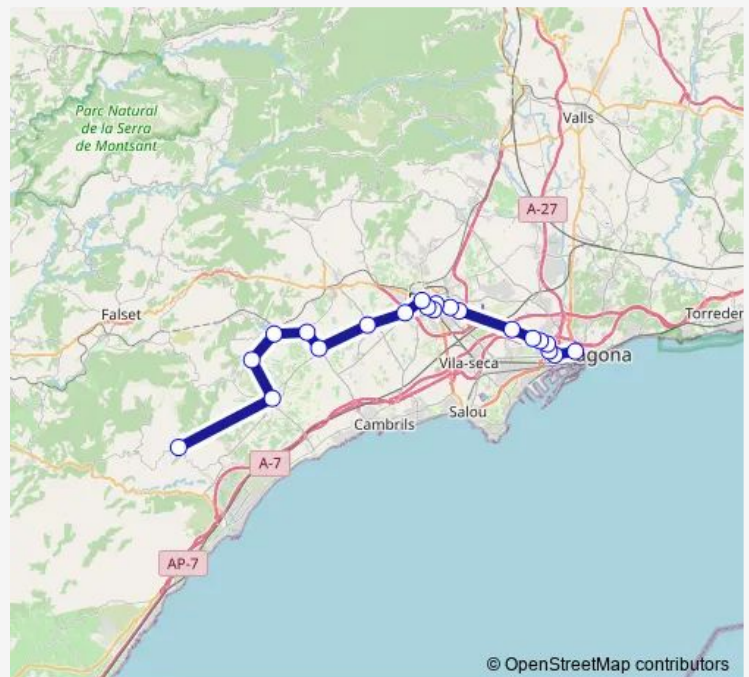 Parc Natural
de la Serra
de Montsant
Valls
A-27
Falset
Torreder
agona
Vila-seca
Salou
Cambrils
A-7
AP-7
© OpenStreetMap contributors